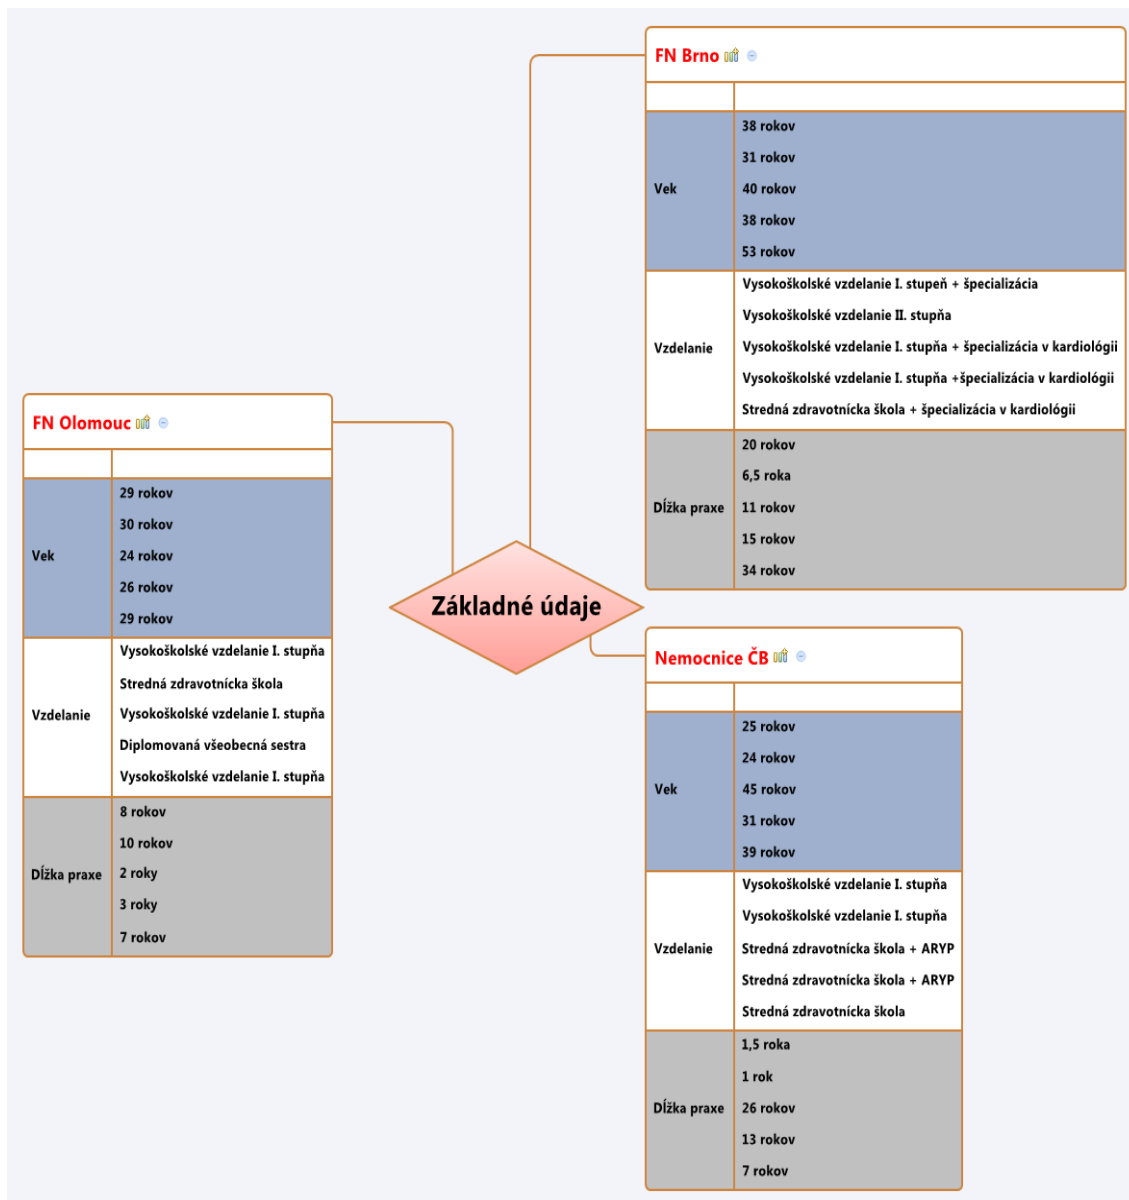 FN Brno
Vek
38 rokov
31 rokov
40 rokov
38 rokov
53 rokov
Vzdelanie
Vysokoškolské vzdelanie I. stupeň + špecializácia
Vysokoškolské vzdelanie II. stupňa
Vysokoškolské vzdelanie I. stupňa + špecializácia v kardiológii
Vysokoškolské vzdelanie I. stupňa +špecializácia v kardiológii
Stredná zdravotnícka škola + špecializácia v kardiológii
Dĺžka praxe
20 rokov
6,5 roka
11 rokov
15 rokov
34 rokov
FN Olomouc
Vek
29 rokov
30 rokov
24 rokov
26 rokov
29 rokov
Vzdelanie
Vysokoškolské vzdelanie I. stupňa
Stredná zdravotnícka škola
Vysokoškolské vzdelanie I. stupňa
Diplomovaná všeobecná sestra
Vysokoškolské vzdelanie I. stupňa
Dĺžka praxe
8 rokov
10 rokov
2 roky
3 roky
7 rokov
Základné údaje
Nemocnice ČB
Vek
25 rokov
24 rokov
45 rokov
31 rokov
39 rokov
Vzdelanie
Vysokoškolské vzdelanie I. stupňa
Vysokoškolské vzdelanie I. stupňa
Stredná zdravotnícka škola + ARYP
Stredná zdravotnícka škola + ARYP
Stredná zdravotnícka škola
Dĺžka praxe
1,5 roka
1 rok
26 rokov
13 rokov
7 rokov